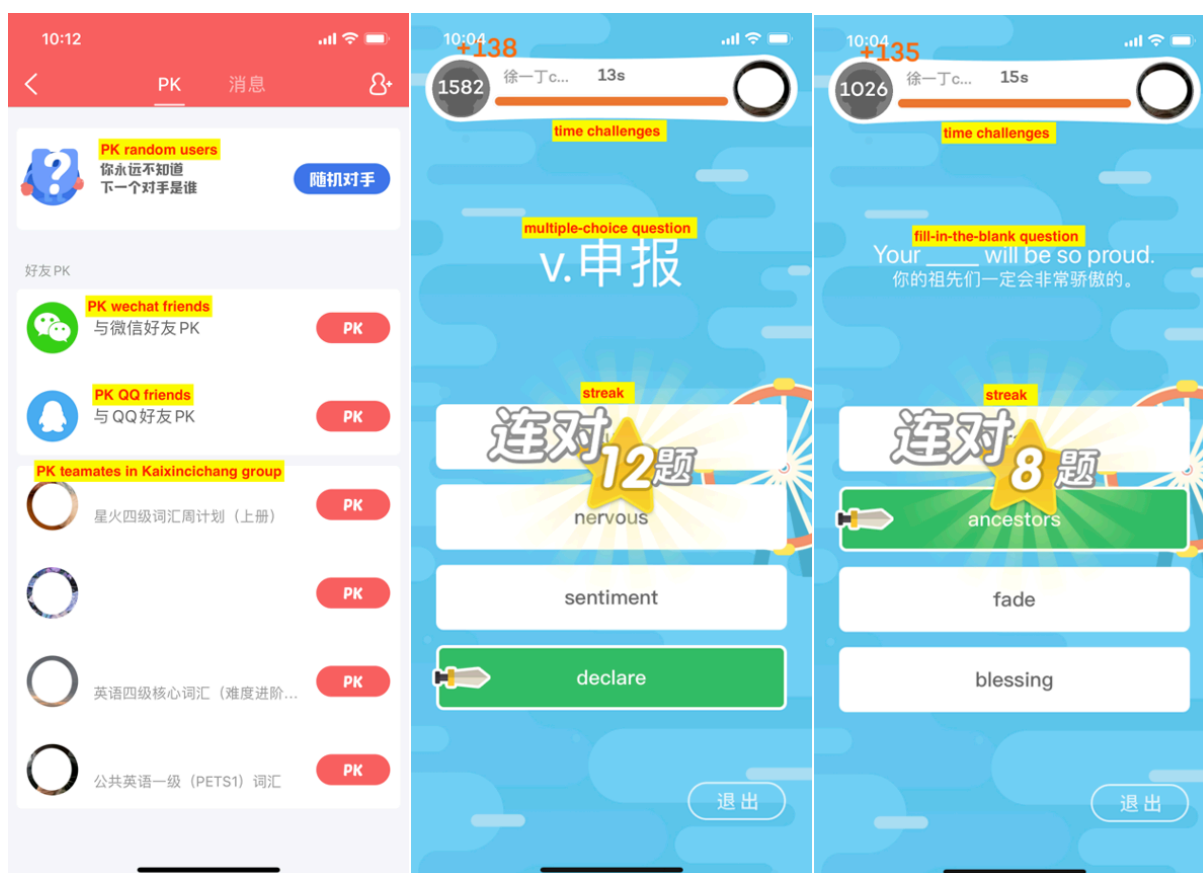 10:12
PK 消息
PK random users
你永远不知道
下一个对手是谁
随机对手
好友PK
PK wechat friends
与微信好友PK
PK
PK QQ friends
与QQ好友PK
PK
PK teamates in Kaixincichang group
星火四级词汇周计划（上册）
PK
PK
英语四级核心词汇（难度进阶...
PK
公共英语一级（PETS1）词汇
PK
10:04
+138
1582 徐一丁c... 13s
time challenges
multiple-choice question
v.申报
streak
连对12题
nervous
sentiment
declare
退出
10:04
+135
1026 徐一丁c... 15s
time challenges
fill-in-the-blank question
Your _____ will be so proud.
你的祖先们一定会非常骄傲的。
streak
连对8题
ancestors
fade
blessing
退出